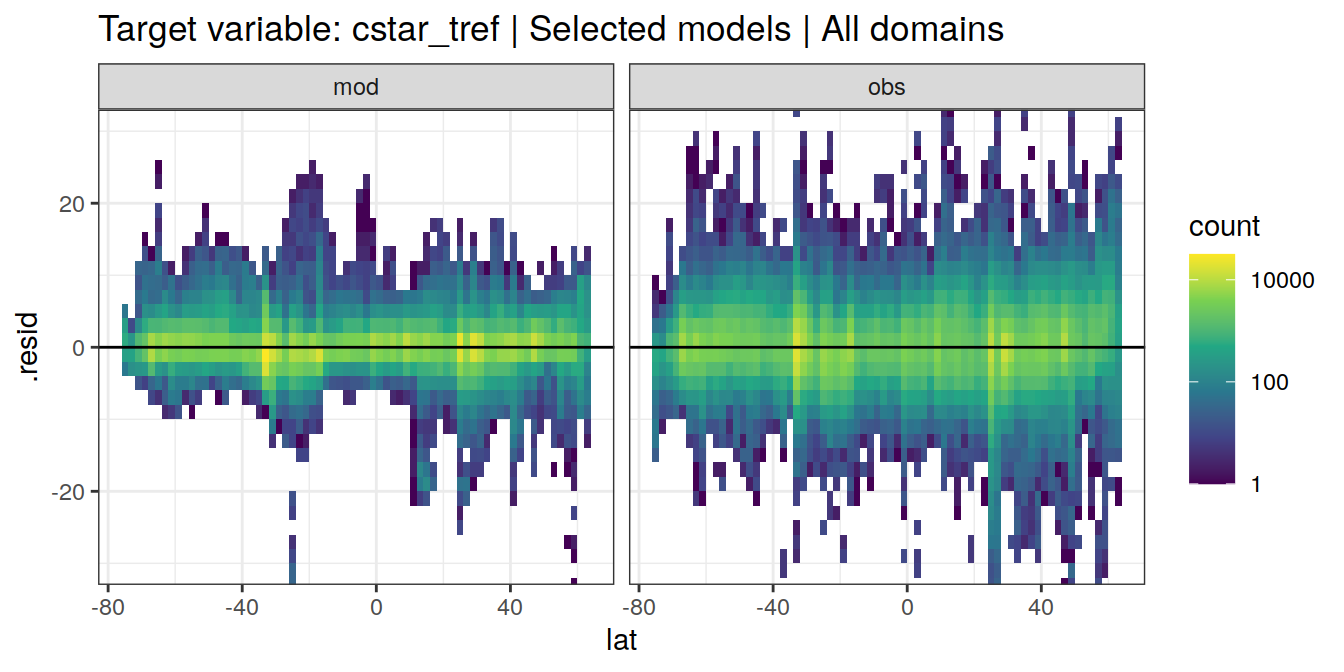 Target variable: cstar_tref | Selected models | All domains
mod
obs
.resid
20
0
-20
-80
-40
0
40
-80
-40
0
40
lat
count
10000
100
1